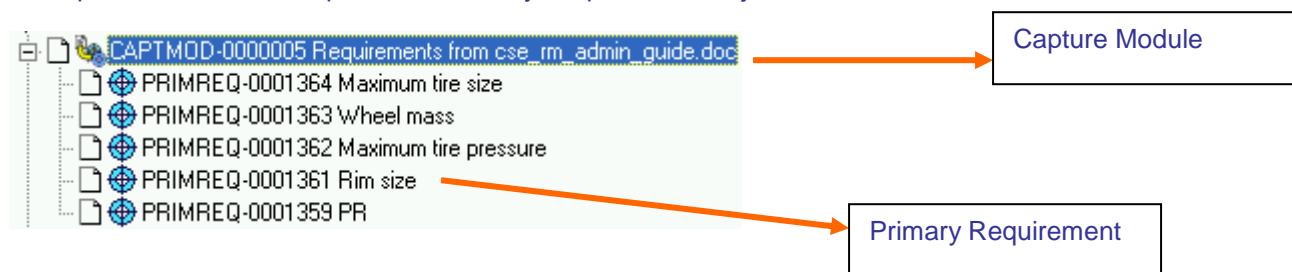 CAPTMOD-0000005 Requirements from cse_rm_admin_guide.doc
Capture Module
PRIMREQ-0001364 Maximum tire size
PRIMREQ-0001363 Wheel mass
PRIMREQ-0001362 Maximum tire pressure
PRIMREQ-0001361 Rim size
PRIMREQ-0001359 PR
Primary Requirement